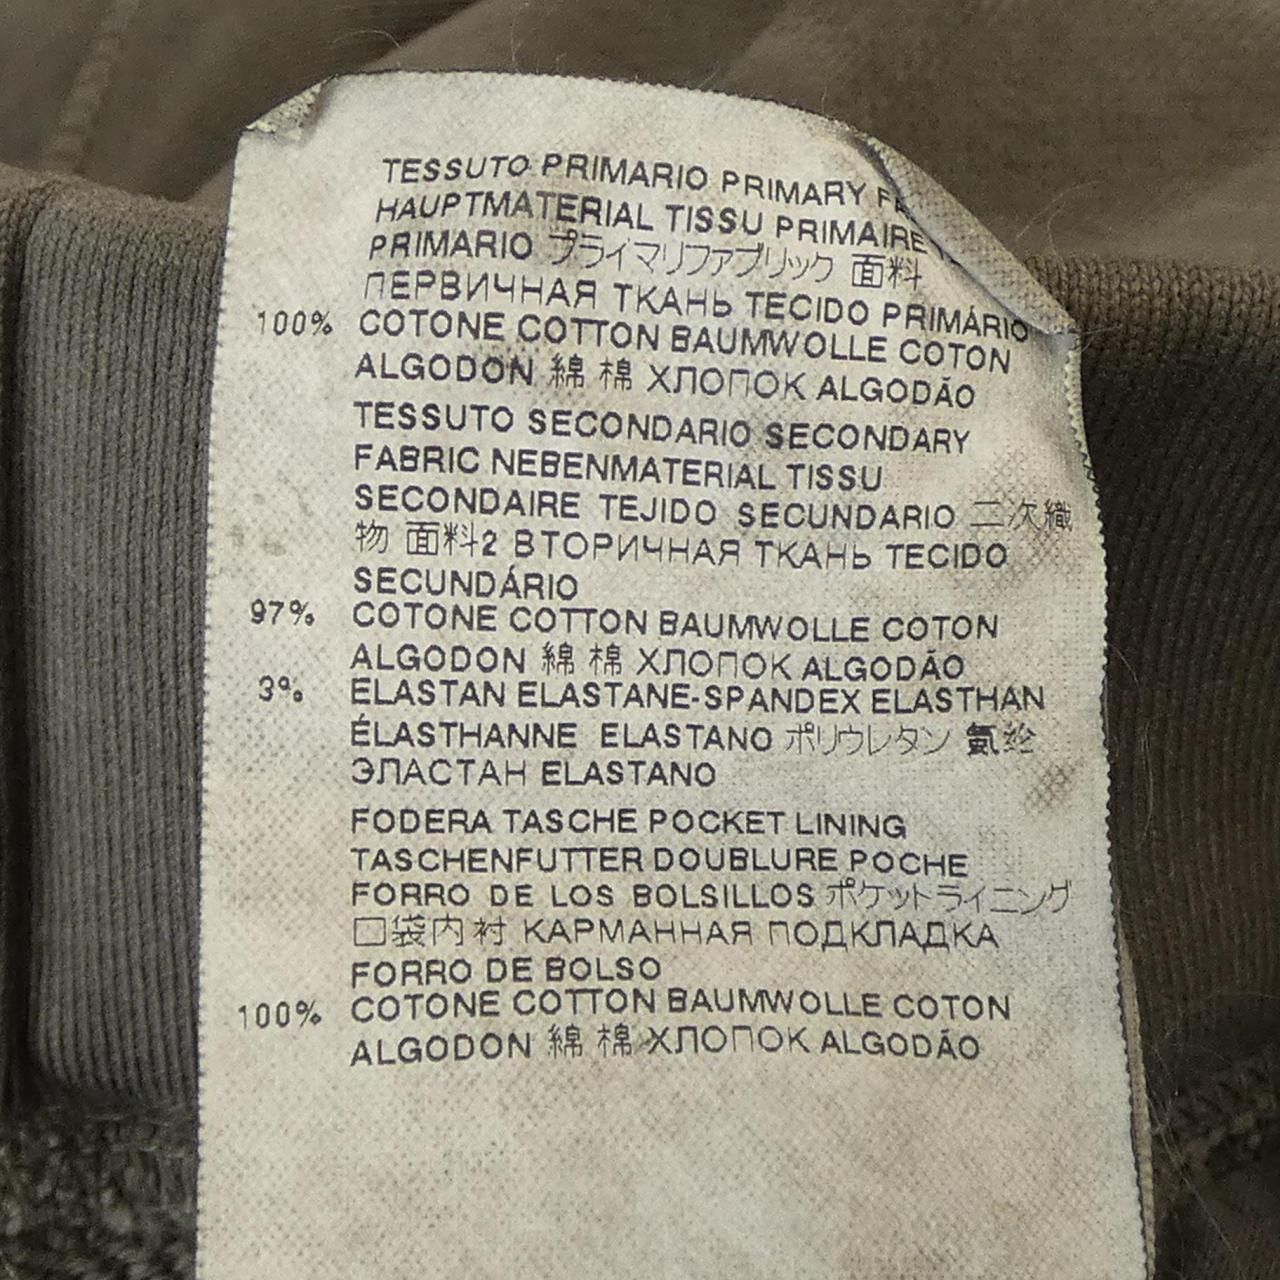 TESSUTO PRIMARIO PRIMARY
HAUPTMATERIAL TISSU PRIMAIRE
PRIMARIO プライマリファブリック 面料
ПЕРВИЧНАЯ ТКАНЬ TECIDO PRIMÁRIO
100% COTONE COTTON BAUMWOLLE COTON
ALGODON 綿 棉 ХЛОПОК ALGODÃO
TESSUTO SECONDARIO SECONDARY
FABRIC NEBENMATERIAL TISSU
SECONDAIRE TEJIDO SECUNDARIO 二次織
物 面料2 ВТОРИЧНАЯ ТКАНЬ TECIDO
SECUNDÁRIO
97% COTONE COTTON BAUMWOLLE COTON
ALGODON 綿 棉 ХЛОПОК ALGODÃO
3% ELASTAN ELASTANE-SPANDEX ELASTHAN
ÉLASTHANNE ELASTANO ポリウレタン 氨纶
ЭЛАСТАН ELASTANO
FODERA TASCHE POCKET LINING
TASCHENFUTTER DOUBLURE POCHE
FORRO DE LOS BOLSILLOS ポケットライニング
口袋内衬 КАРМАННАЯ ПОДКЛАДКА
FORRO DE BOLSO
100% COTONE COTTON BAUMWOLLE COTON
ALGODON 綿 棉 ХЛОПОК ALGODÃO